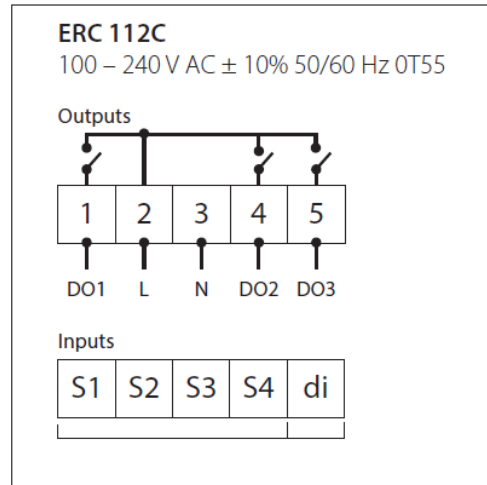 ERC 112C
100 – 240 V AC ± 10% 50/60 Hz 0T55
Outputs
1 2 3 4 5
DO1 L N DO2 DO3
Inputs
S1 S2 S3 S4 di